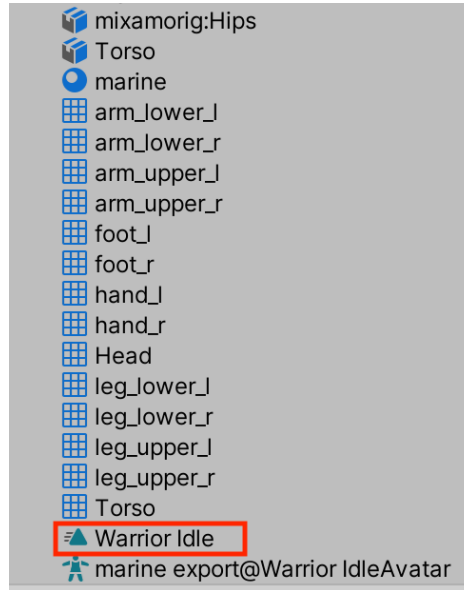 mixamorig:Hips
Torso
marine
arm_lower_l
arm_lower_r
arm_upper_l
arm_upper_r
foot_l
foot_r
hand_l
hand_r
Head
leg_lower_l
leg_lower_r
leg_upper_l
leg_upper_r
Torso
Warrior Idle
marine export@Warrior IdleAvatar